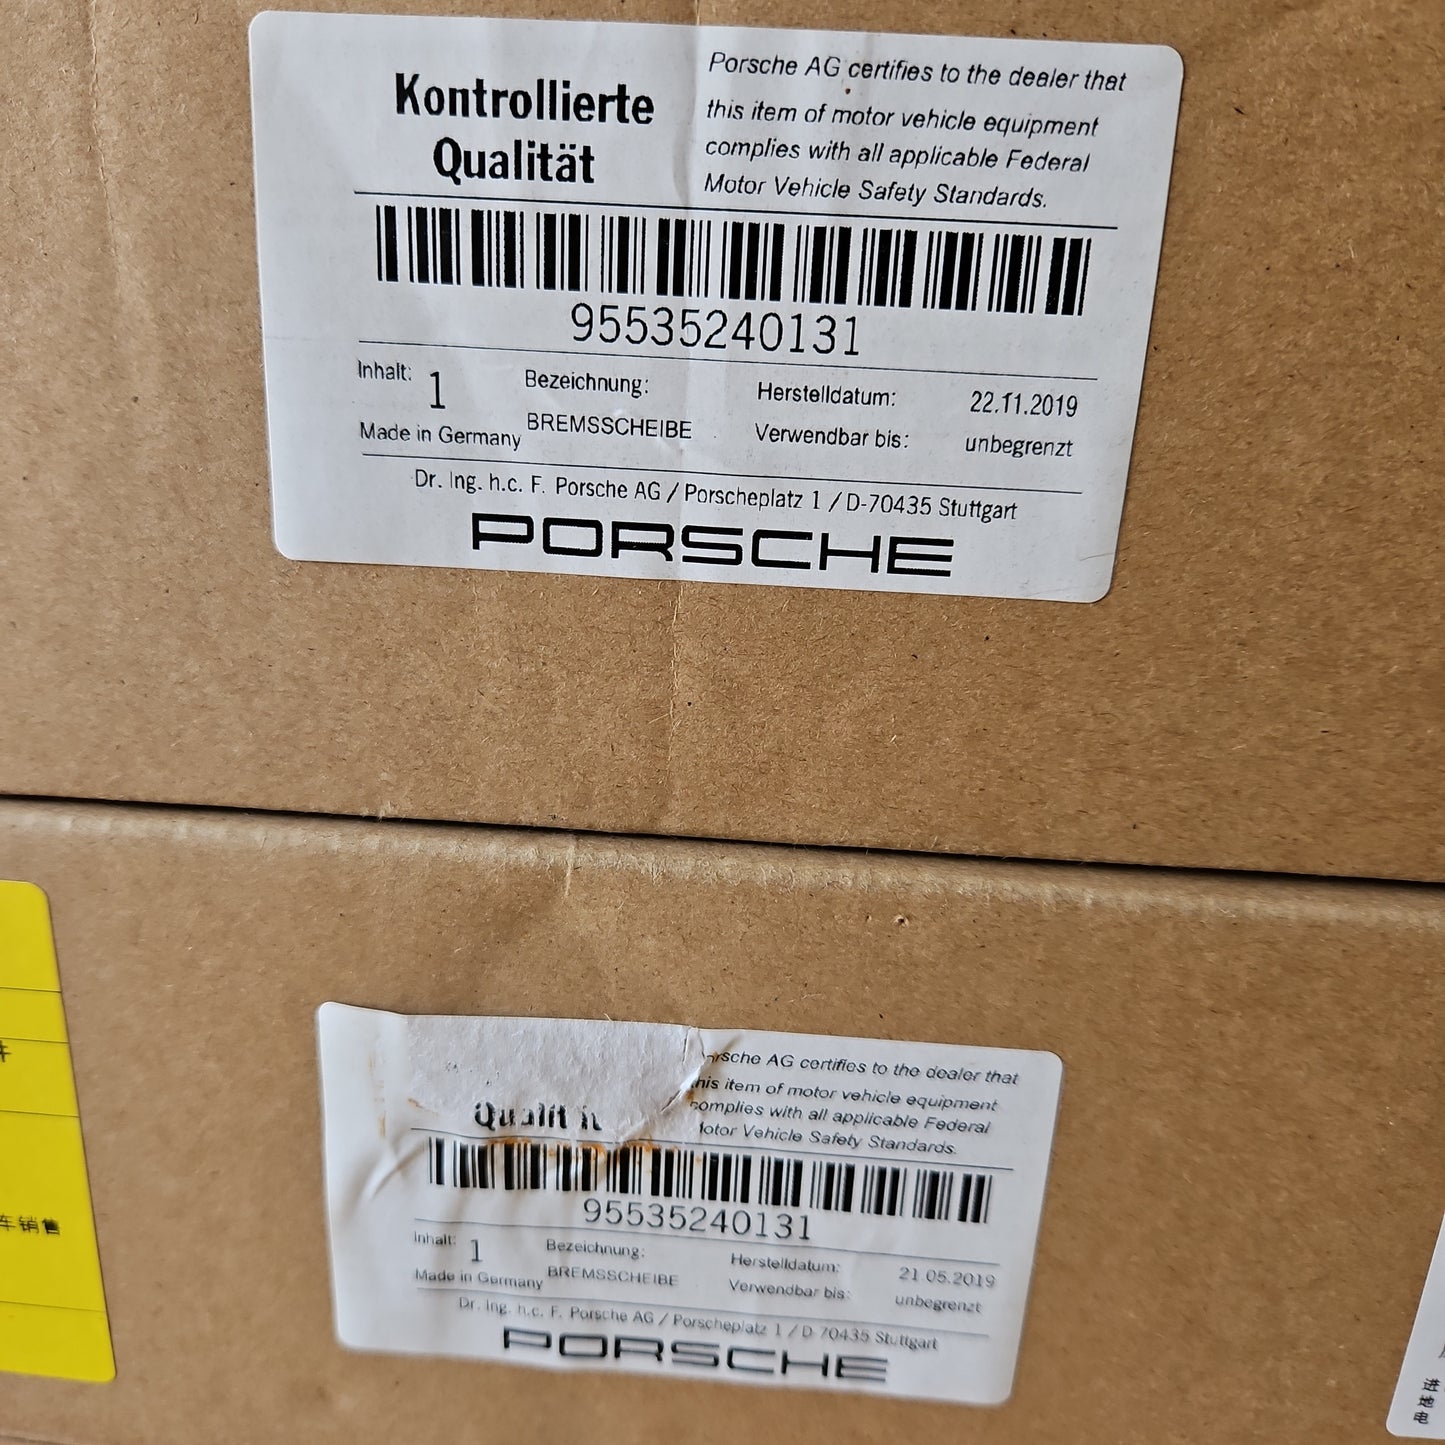 Kontrollierte
Qualität
Porsche AG certifies to the dealer that
this item of motor vehicle equipment
complies with all applicable Federal
Motor Vehicle Safety Standards.
95535240131
Inhalt: 1
Made in Germany
Bezeichnung:
BREMSSCHEIBE
Herstelldatum: 22.11.2019
Verwendbar bis: unbegrenzt
Dr. Ing. h.c. F. Porsche AG / Porscheplatz 1 / D-70435 Stuttgart
PORSCHE
AG certifies to the dealer that
item of motor vehicle equipment
complies with all applicable Federal
Vehicle Safety Standards.
95535240131
Inhalt: 1
Made in Germany
Bezeichnung:
BREMSSCHEIBE
Herstelldatum: 21.05.2019
Verwendbar bis: unbegrenzt
Dr. Ing. h.c. F. Porsche AG / Porscheplatz 1 / D-70435 Stuttgart
PORSCHE
车销售
进
地
电